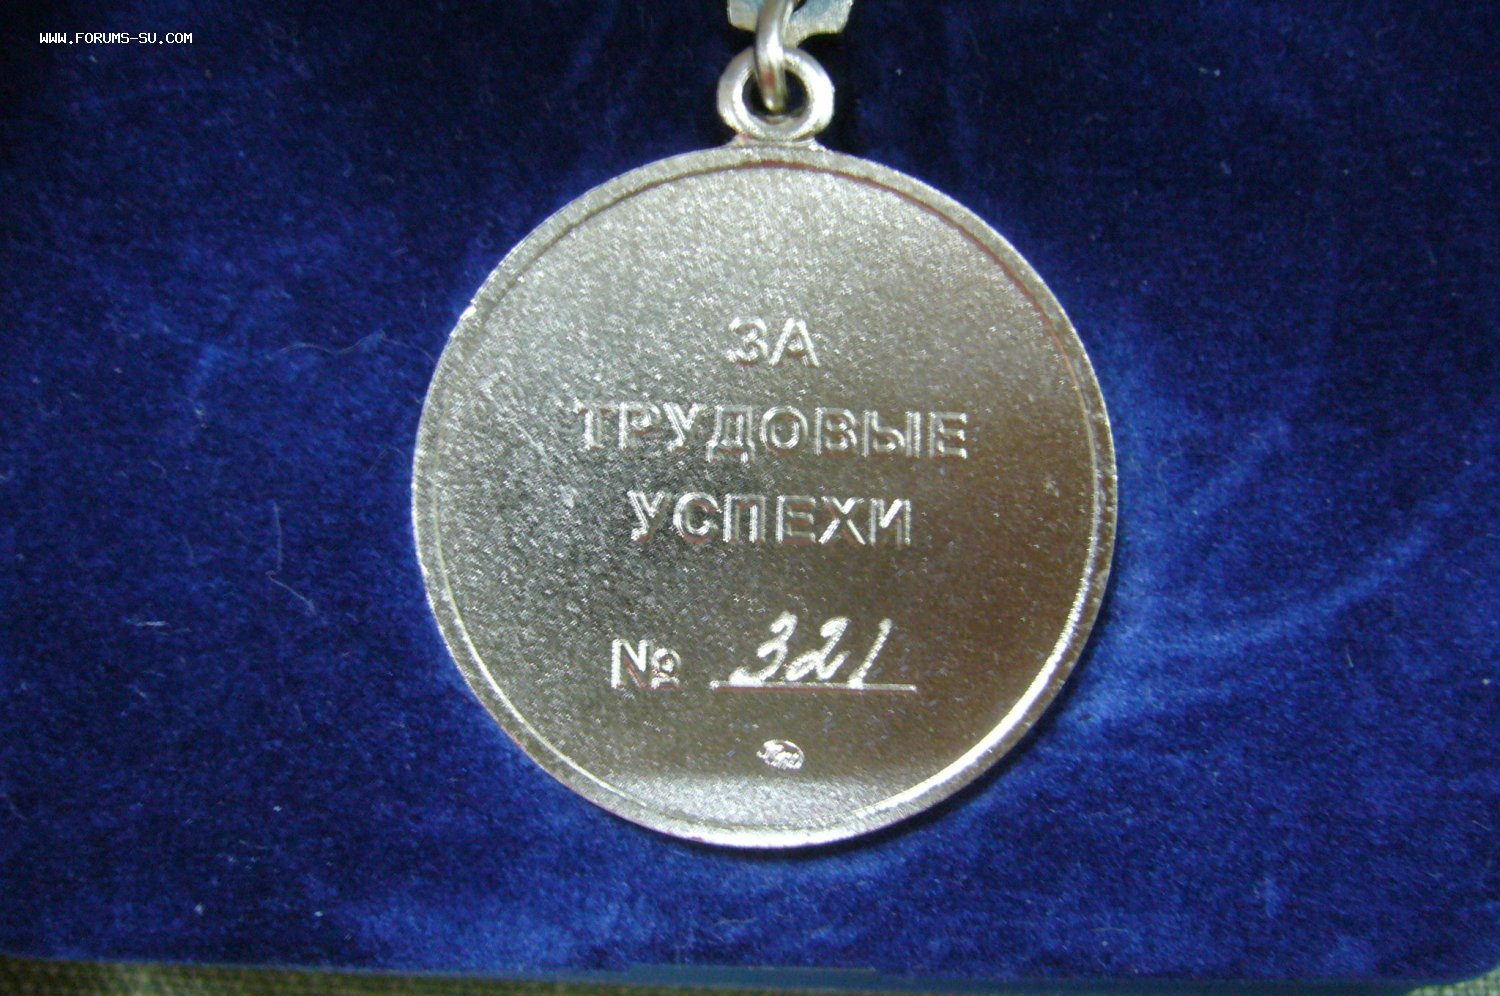 WWW.FORUMS-SU.COM
ЗА
ТРУДОВЫЕ
УСПЕХИ
№ 321